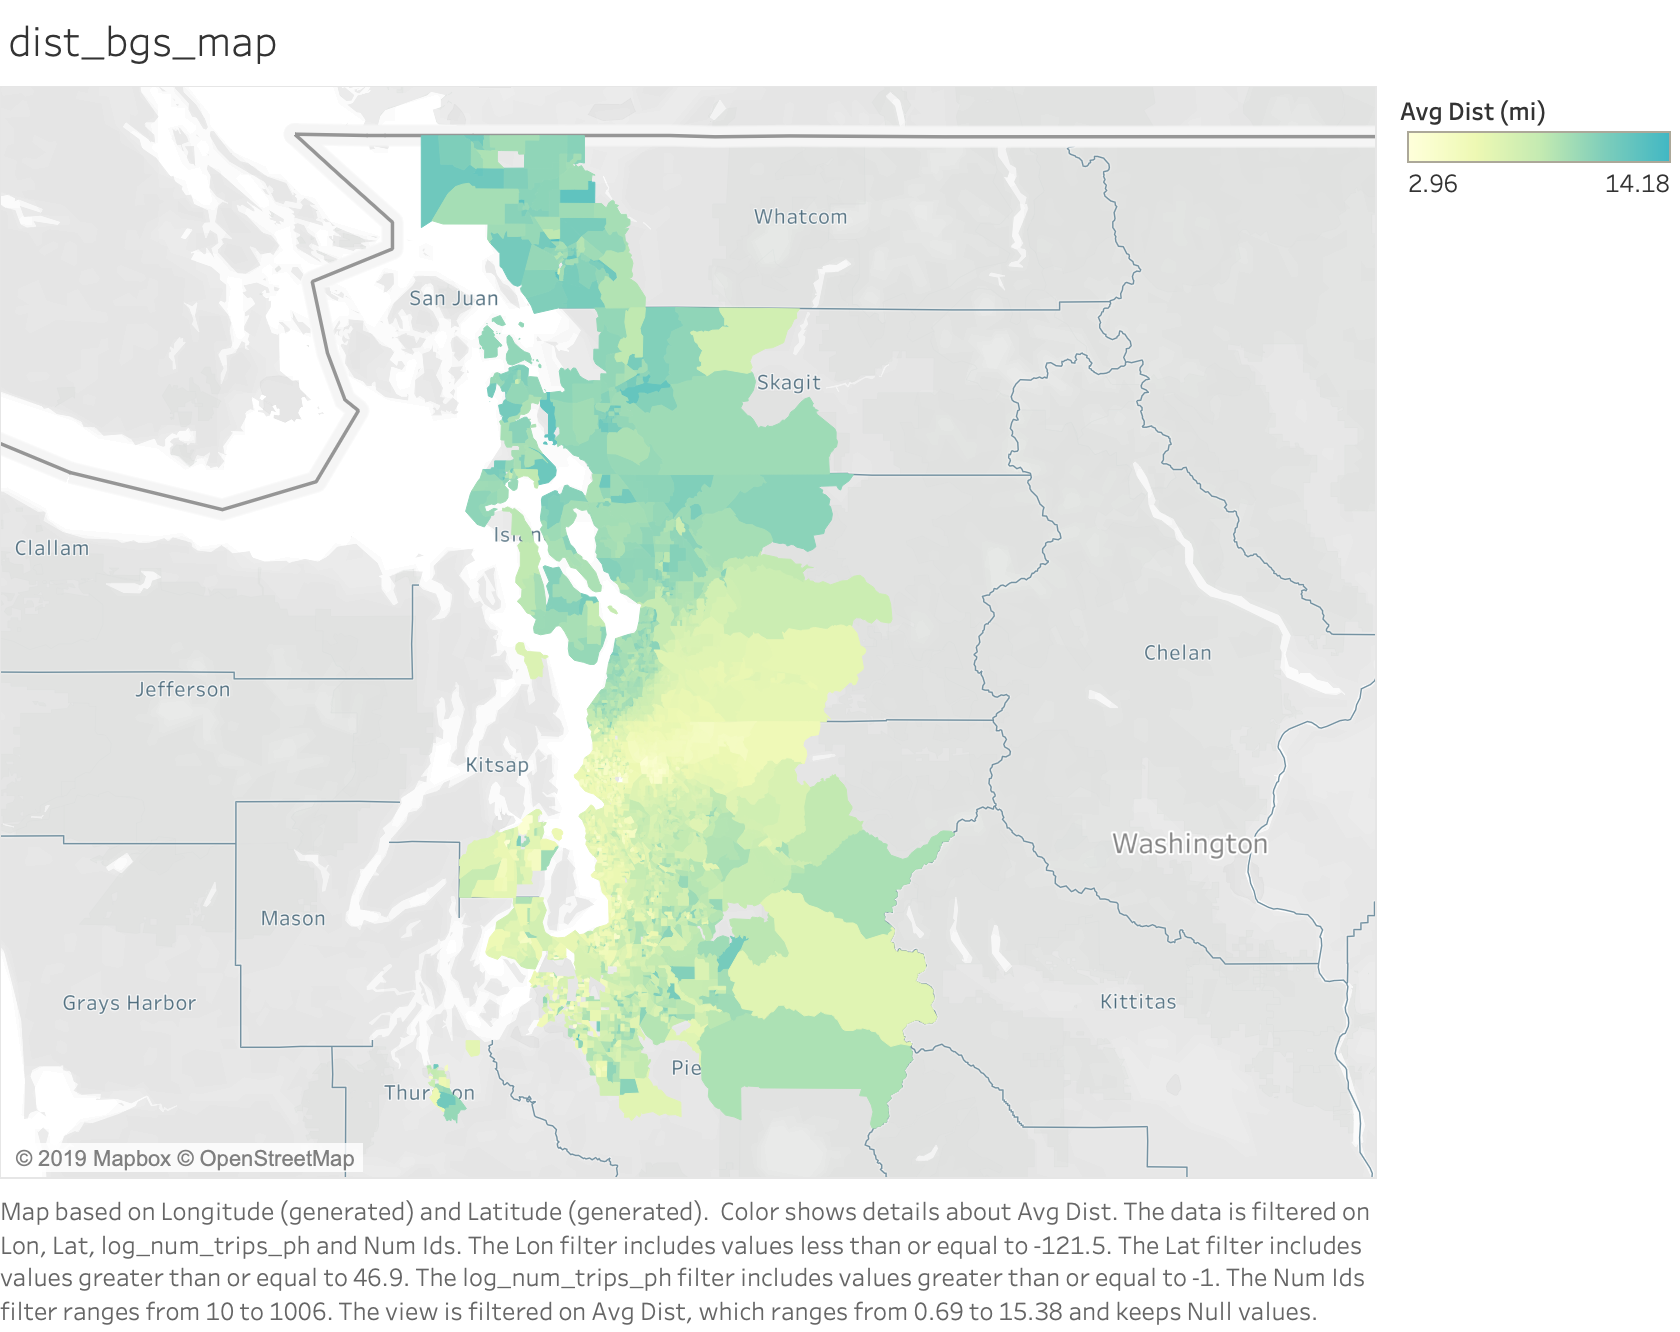 dist_bgs_map
Avg Dist (mi)
2.96 14.18
Whatcom
San Juan
Skagit
Clallam
Chelan
Jefferson
Kitsap
Washington
Mason
Grays Harbor
Kittitas
Pie
© 2019 Mapbox © OpenStreetMap
Map based on Longitude (generated) and Latitude (generated).  Color shows details about Avg Dist. The data is filtered on
Lon, Lat, log_num_trips_ph and Num Ids. The Lon filter includes values less than or equal to -121.5. The Lat filter includes
values greater than or equal to 46.9. The log_num_trips_ph filter includes values greater than or equal to -1. The Num Ids
filter ranges from 10 to 1006. The view is filtered on Avg Dist, which ranges from 0.69 to 15.38 and keeps Null values.